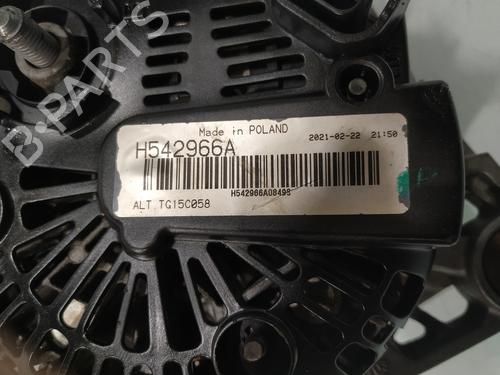 B-PARTS
Made in POLAND
2021-02-22 21:50
H542966A
H542966A08498
ALT TG15C058